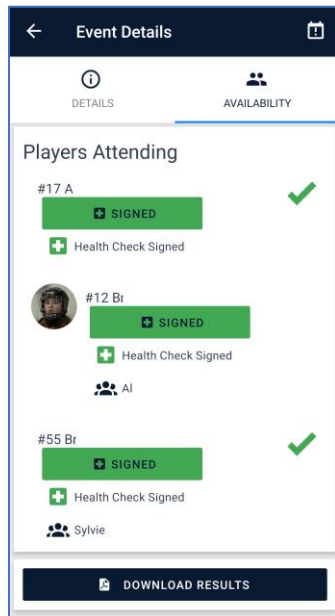 Event Details
DETAILS
AVAILABILITY
Players Attending
#17 A
SIGNED
Health Check Signed
#12 Br
SIGNED
Health Check Signed
Al
#55 Br
SIGNED
Health Check Signed
Sylvie
DOWNLOAD RESULTS